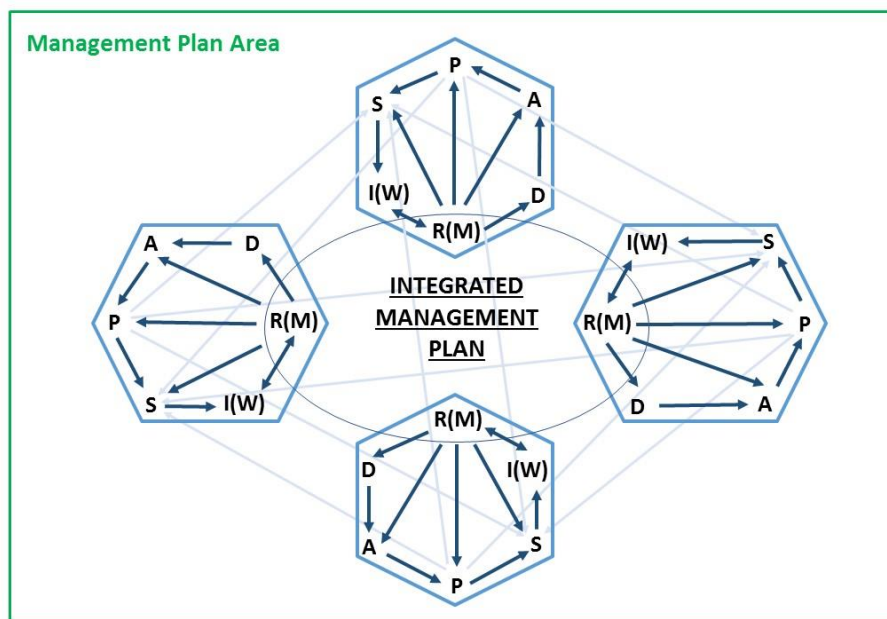 Management Plan Area
P
S
A
I(W)
D
R(M)
A
D
P
R(M)
S
I(W)
INTEGRATED
MANAGEMENT
PLAN
I(W)
S
R(M)
P
D
A
R(M)
D
I(W)
A
S
P